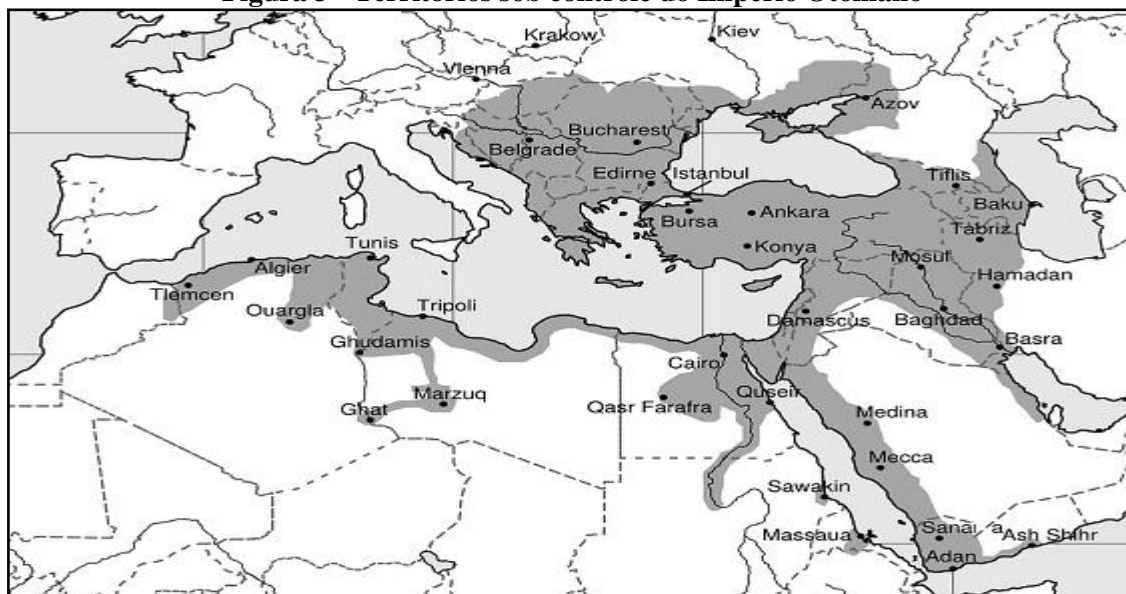 Figura – Territórios sob controle do Império Otomano
Krakow
Kiev
Vienna
Azov
Bucharest
Belgrade
Edirne
Istanbul
Tiflis
Baku
Bursa
Ankara
Tabriz
Konya
Mosul
Tunis
Algier
Hamadan
Tlemcen
Ouargla
Tripoli
Damascus
Baghdad
Basra
Ghudamis
Cairo
Marzuq
Qasr Farafra
Quseir
Ghat
Medina
Mecca
Sawakin
Massaua
Sanai a
Ash Shihr
Adan